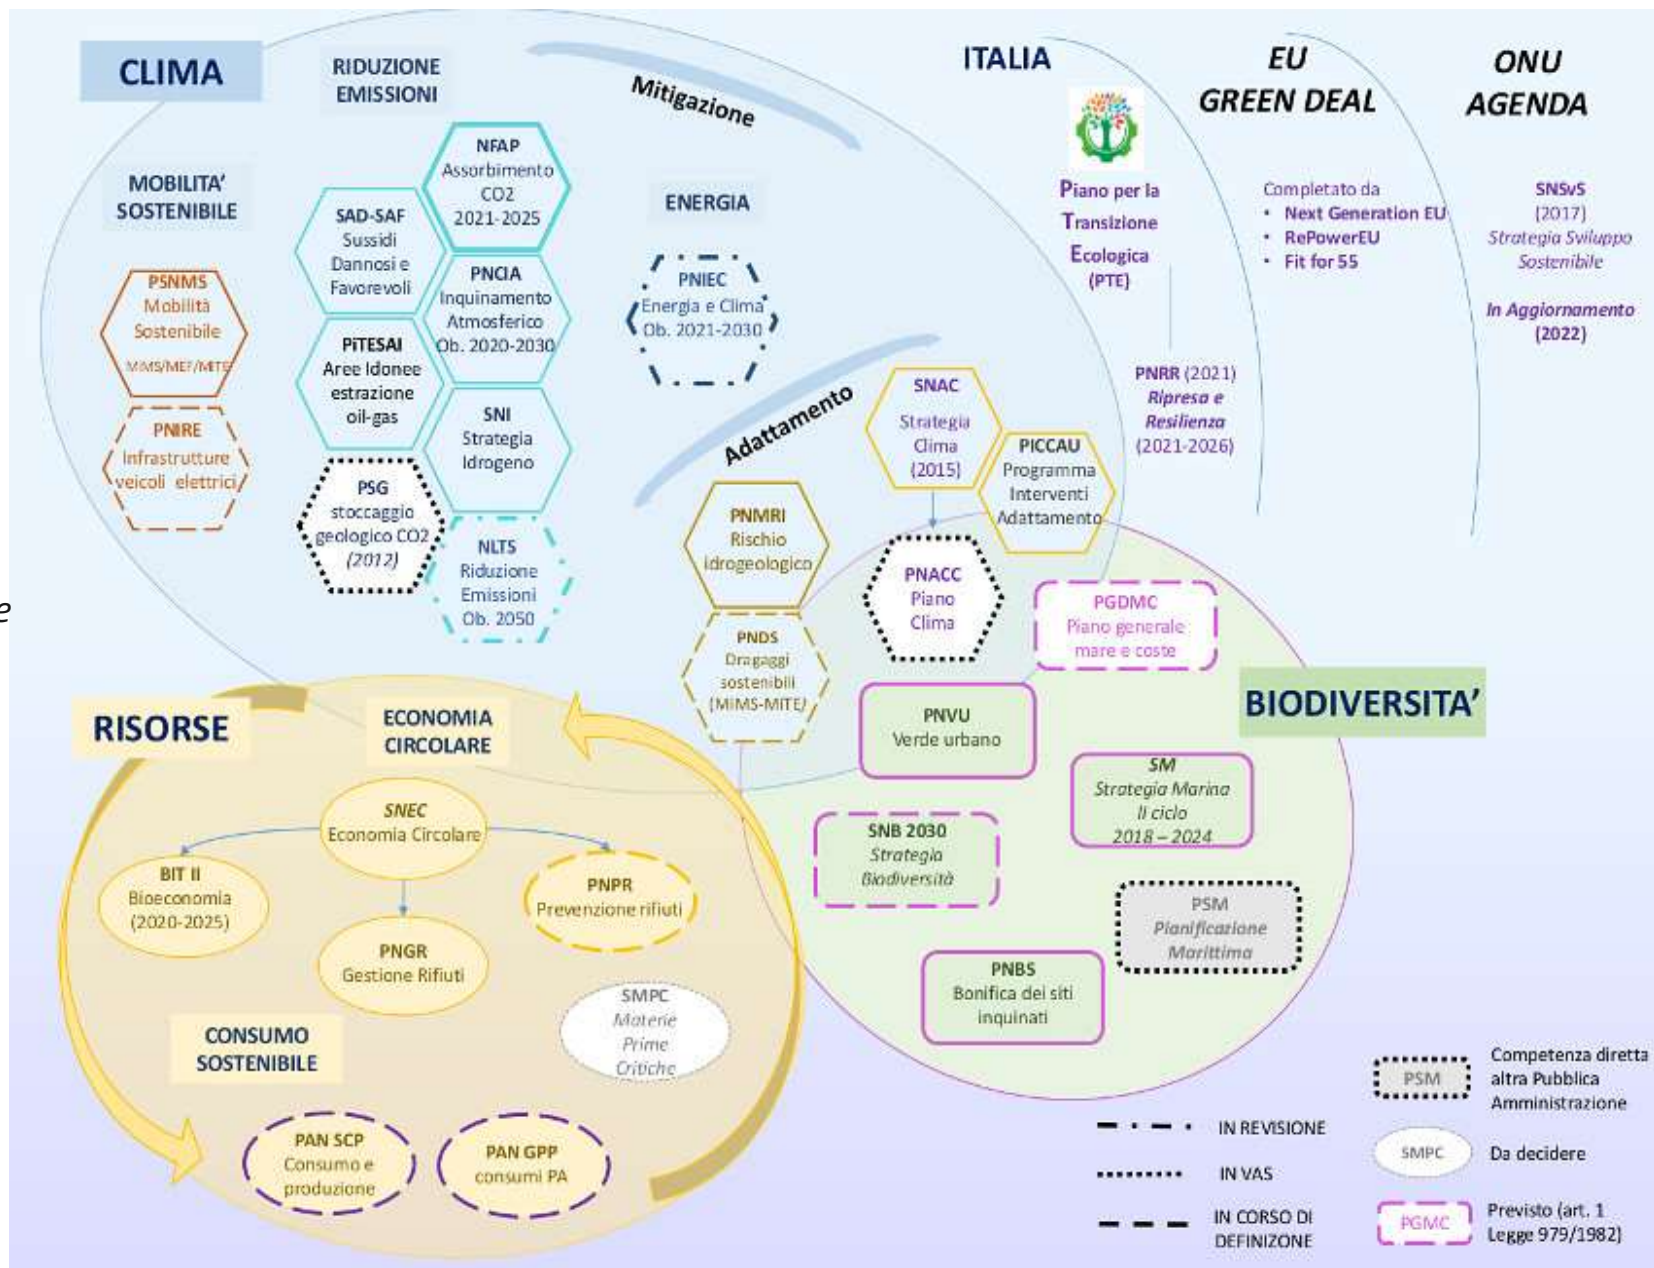 CLIMA
RIDUZIONE
EMISSIONI
Mitigazione
ITALIA
EU
GREEN DEAL
ONU
AGENDA
MOBILITA’
SOSTENIBILE
PSNMS
Mobilità
Sostenibile
MiMS/MEF/MITE
PNIRE
Infrastrutture
veicoli elettrici
NFAP
Assorbimento
CO2
2021-2025
SAD-SAF
Sussidi
Dannosi e
Favorevoli
PNCIA
Inquinamento
Atmosferico
Ob. 2020-2030
PiTESAI
Aree Idonee
estrazione
oil-gas
SNI
Strategia
Idrogeno
PSG
stoccaggio
geologico CO2
(2012)
NLTS
Riduzione
Emissioni
Ob. 2050
ENERGIA
PNIEC
Energia e Clima
Ob. 2021-2030
Piano per la
Transizione
Ecologica
(PTE)
PNRR (2021)
Ripresa e
Resilienza
(2021-2026)
Completato da
• Next Generation EU
• RePowerEU
• Fit for 55
SNSvS
(2017)
Strategia Sviluppo
Sostenibile
In Aggiornamento
(2022)
Adattamento
SNAC
Strategia
Clima
(2015)
PICCAU
Programma
Interventi
Adattamento
PNMRI
Rischio
idrogeologico
PNDS
Dragaggi
sostenibili
(MiMS-MITE)
PNACC
Piano
Clima
PGDMC
Piano generale
mare e coste
e
BIODIVERSITA’
PNVU
Verde urbano
SM
Strategia Marina
II ciclo
2018 – 2024
SNB 2030
Strategia
Biodiversità
PSM
Pianificazione
Marittima
PNBS
Bonifica dei siti
inquinati
RISORSE
ECONOMIA
CIRCOLARE
SNEC
Economia Circolare
BIT II
Bioeconomia
(2020-2025)
PNPR
Prevenzione rifiuti
PNGR
Gestione Rifiuti
SMPC
Materie
Prime
Critiche
CONSUMO
SOSTENIBILE
PAN SCP
Consumo e
produzione
PAN GPP
consumi PA
IN REVISIONE
IN VAS
IN CORSO DI
DEFINIZONE
PSM
Competenza diretta
altra Pubblica
Amministrazione
SMPC
Da decidere
PGMC
Previsto (art. 1
Legge 979/1982)